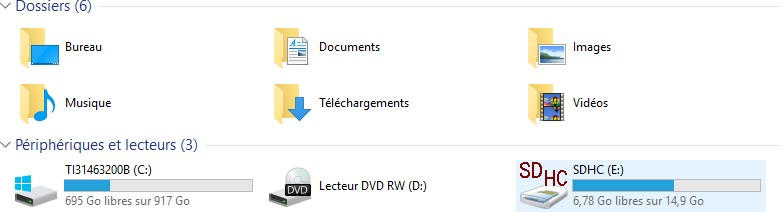 Dossiers (6)
Bureau
Documents
Images
Musique
Téléchargements
Vidéos
Périphériques et lecteurs (3)
TI31463200B (C:)
695 Go libres sur 917 Go
DVD
Lecteur DVD RW (D:)
SDHC
SDHC (E:)
6,78 Go libres sur 14,9 Go